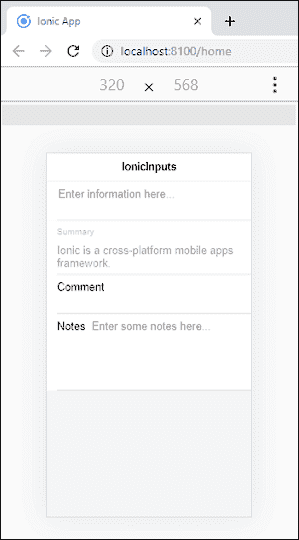 Ionic App
localhost:8100/home
320 × 568
IonicInputs
Enter information here...
Summary
Ionic is a cross-platform mobile apps
framework.
Comment
Notes Enter some notes here...